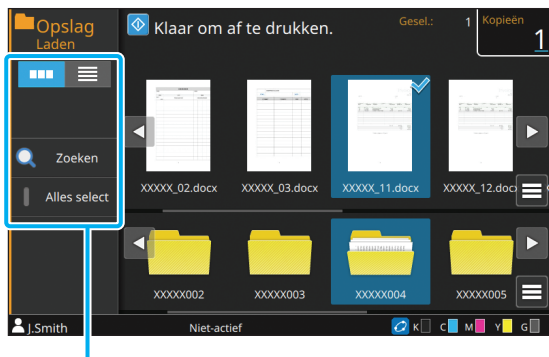 Opslag
Laden
Klaar om af te drukken.
Gesel.: 1
Kopieën
1
Zoeken
Alles select
XXXXX_02.docx
XXXXX_03.docx
XXXXX_11.docx
XXXXX_12.doc
XXXXX002
XXXXX003
XXXXX004
XXXXX005
J.Smith
Niet-actief
K C M Y G